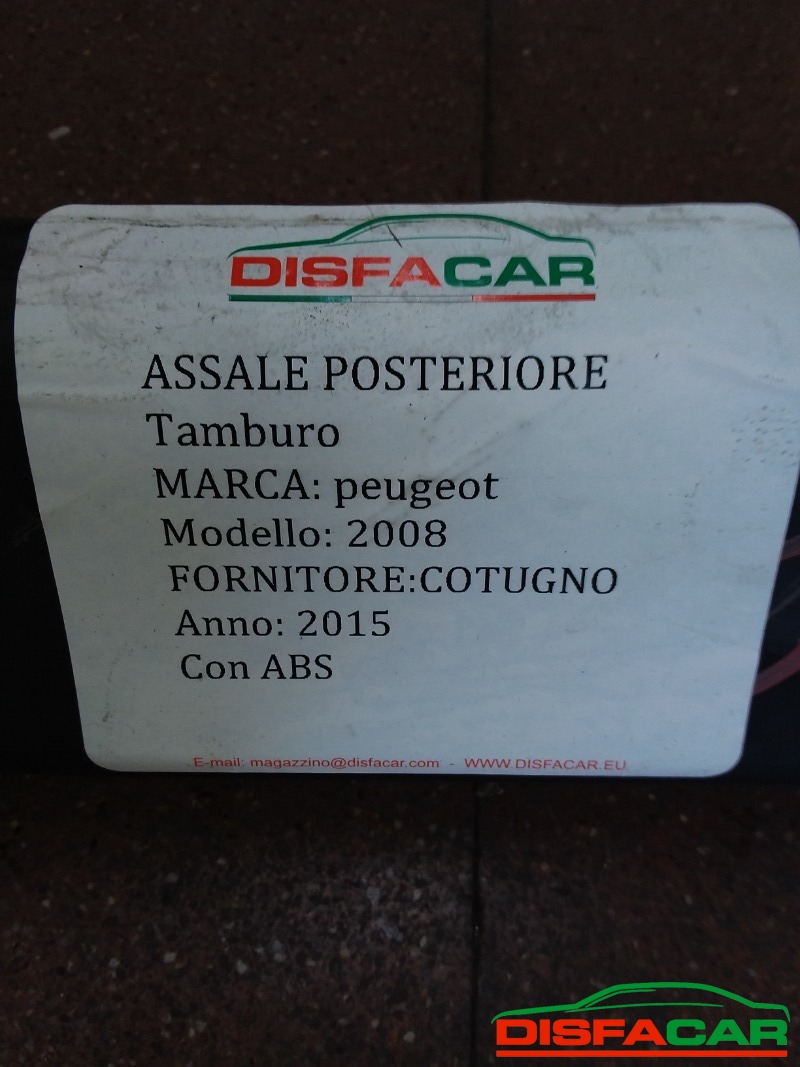 DISFACAR
ASSALE POSTERIORE
Tamburo
MARCA: peugeot
Modello: 2008
FORNITORE:COTUGNO
Anno: 2015
Con ABS
E-mail: magazzino@disfacar.com - WWW.DISFACAR.EU
DISFACAR